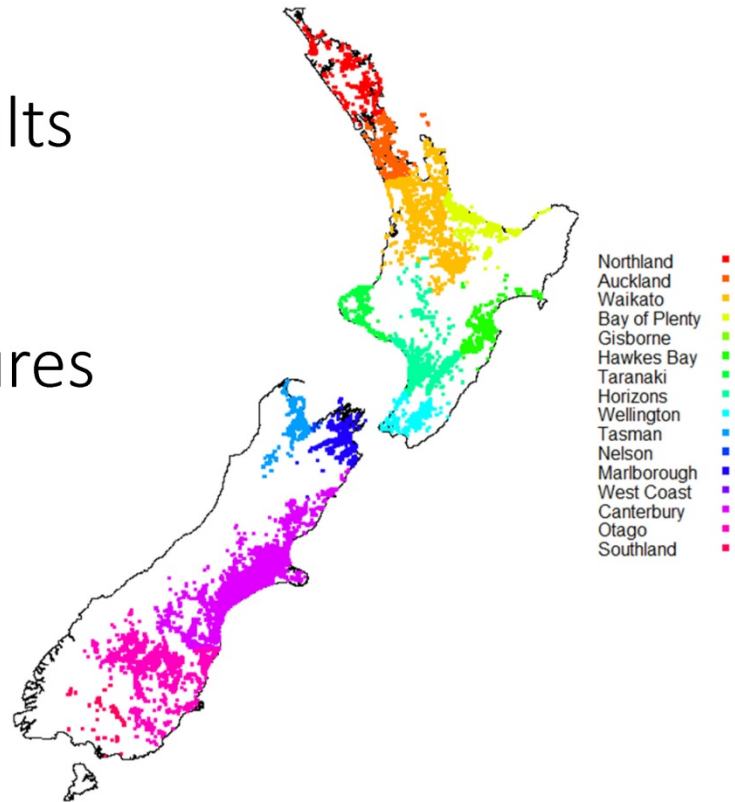 lts
ures
Northland
Auckland
Waikato
Bay of Plenty
Gisborne
Hawkes Bay
Taranaki
Horizons
Wellington
Tasman
Nelson
Marlborough
West Coast
Canterbury
Otago
Southland